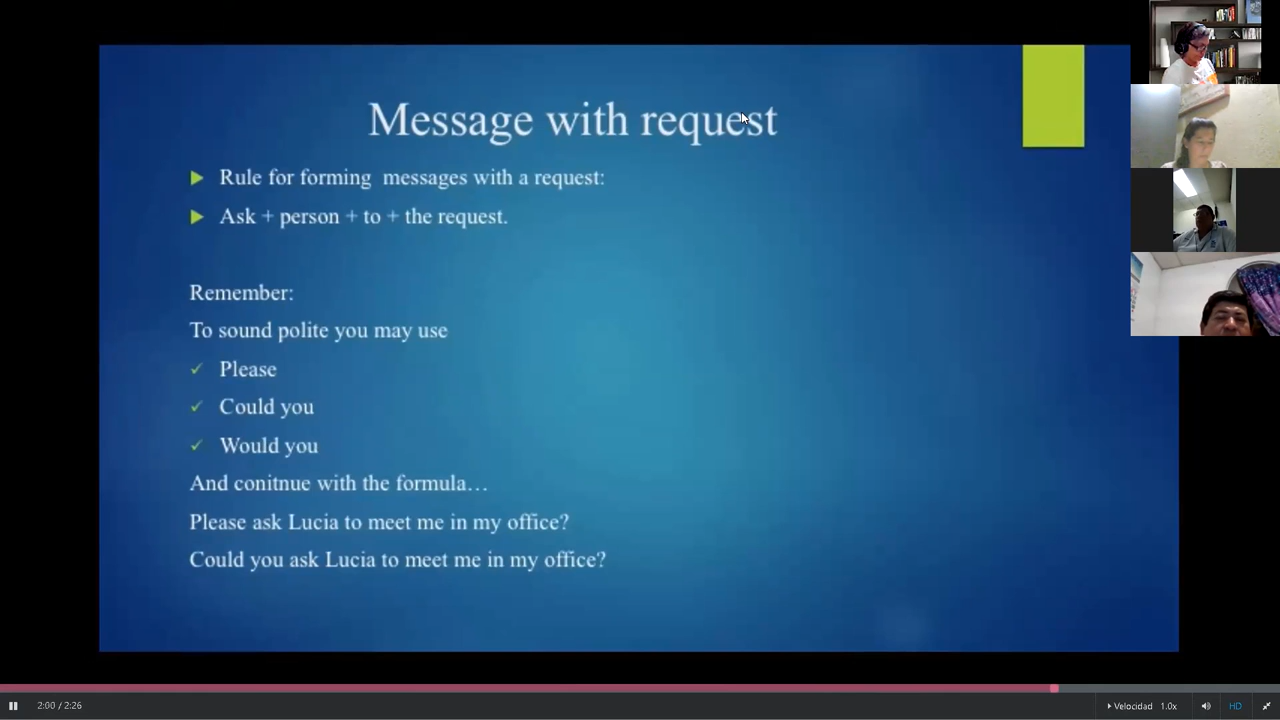 Message with request
Rule for forming messages with a request:
Ask + person + to + the request.
Remember:
To sound polite you may use
Please
Could you
Would you
And conitnue with the formula…
Please ask Lucia to meet me in my office?
Could you ask Lucia to meet me in my office?
2:00 / 2:26
Velocidad 1.0x
HD